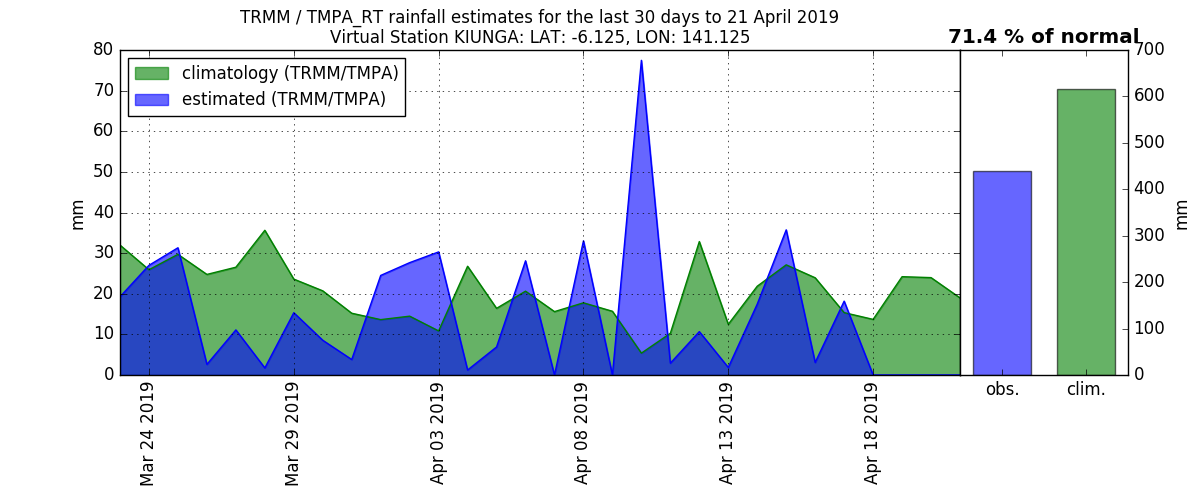 TRMM / TMPA_RT rainfall estimates for the last 30 days to 21 April 2019
Virtual Station KIUNGA: LAT: -6.125, LON: 141.125
71.4 % of normal
climatology (TRMM/TMPA)
estimated (TRMM/TMPA)
80
70
60
50
40
30
20
10
0
mm
Mar 24 2019
Mar 29 2019
Apr 03 2019
Apr 08 2019
Apr 13 2019
Apr 18 2019
700
600
500
400
300
200
100
0
mm
obs.
clim.